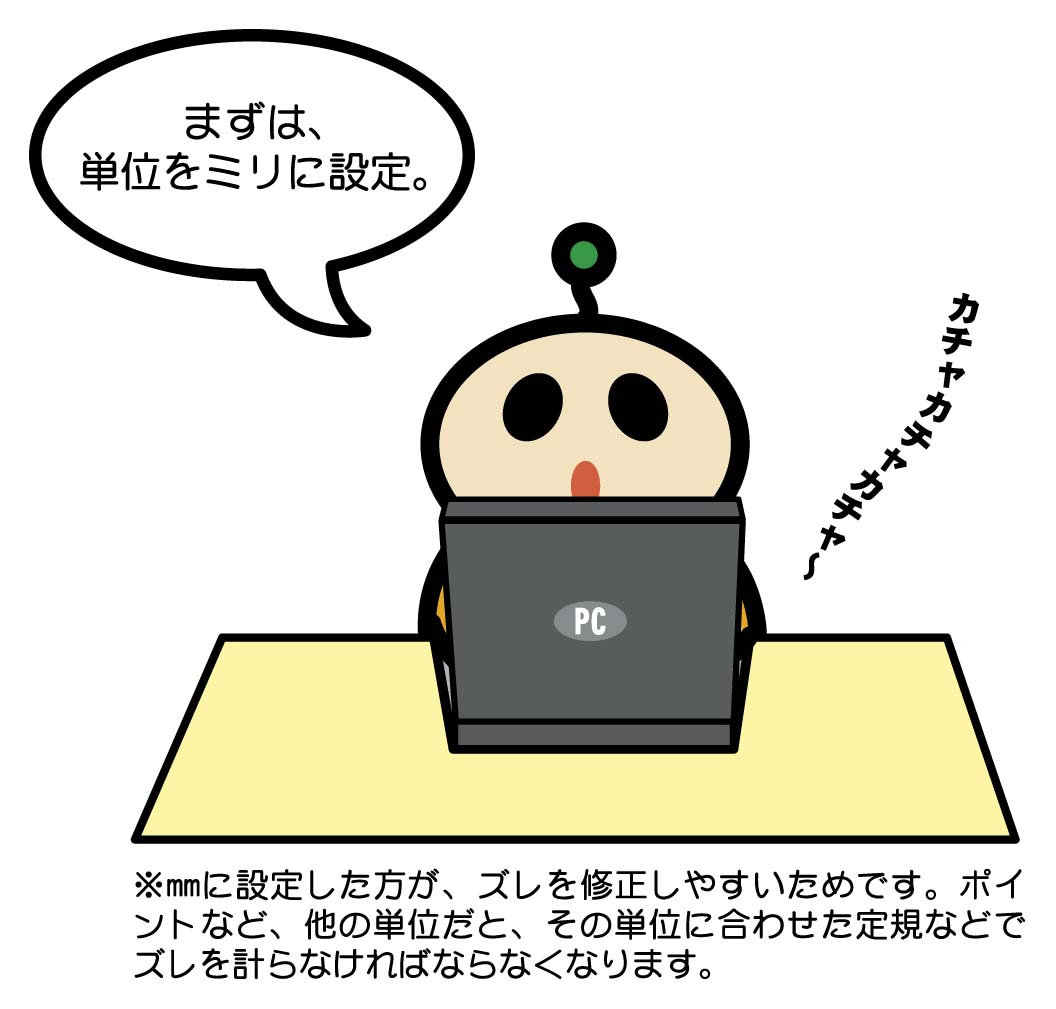 まずは、
単位をミリに設定。
カチャカチャカチャ～
PC
※㎜に設定した方が、ズレを修正しやすいためです。ポイ
ントなど、他の単位だと、その単位に合わせた定規などで
ズレを計らなければならなくなります。